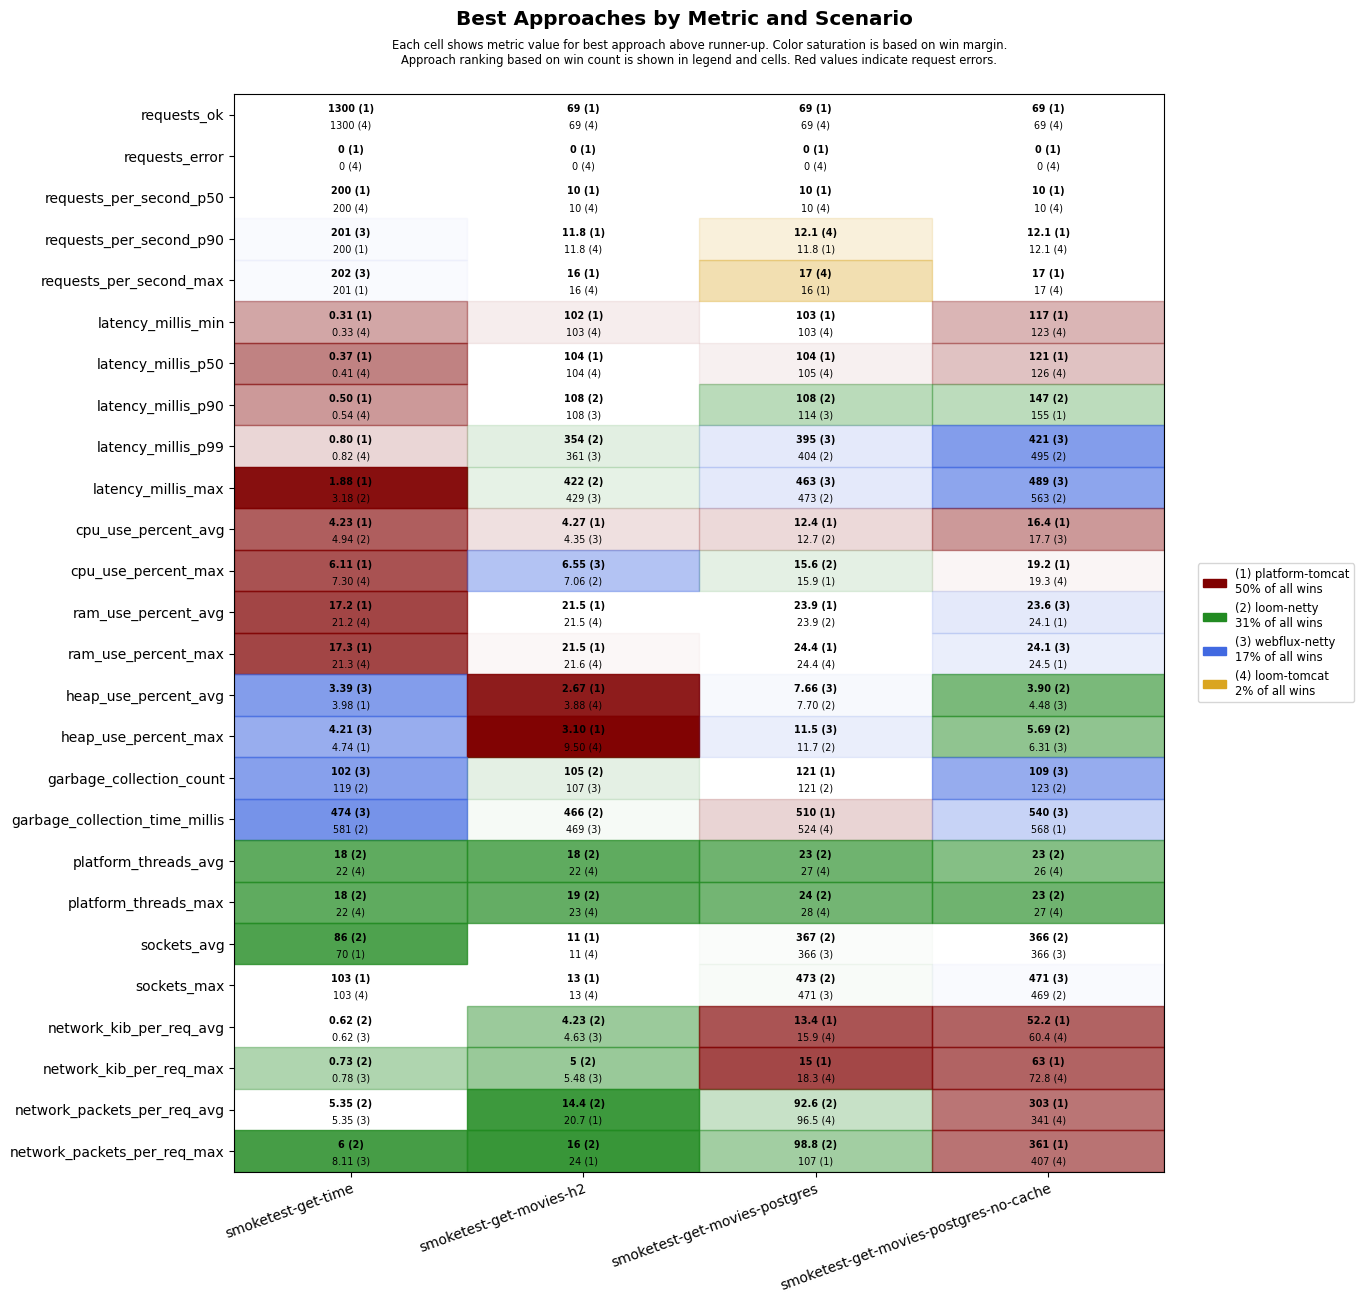 Best Approaches by Metric and Scenario
Each cell shows metric value for best approach above runner-up. Color saturation is based on win margin.
Approach ranking based on win count is shown in legend and cells. Red values indicate request errors.
requests_ok
1300 (1) 69 (1) 69 (1) 69 (1)
1300 (4) 69 (4) 69 (4) 69 (4)
requests_error
0 (1) 0 (1) 0 (1) 0 (1)
0 (4) 0 (4) 0 (4) 0 (4)
requests_per_second_p50
200 (1) 10 (1) 10 (1) 10 (1)
200 (4) 10 (4) 10 (4) 10 (4)
requests_per_second_p90
201 (3) 11.8 (1) 12.1 (4) 12.1 (1)
200 (1) 11.8 (4) 11.8 (1) 12.1 (4)
requests_per_second_max
202 (3) 16 (1) 17 (4) 17 (1)
201 (1) 16 (4) 16 (1) 17 (4)
latency_millis_min
0.31 (1) 102 (1) 103 (1) 117 (1)
0.33 (4) 103 (4) 103 (4) 123 (4)
latency_millis_p50
0.37 (1) 104 (1) 104 (1) 121 (1)
0.41 (4) 104 (4) 105 (4) 126 (4)
latency_millis_p90
0.50 (1) 108 (2) 108 (2) 147 (2)
0.54 (4) 108 (3) 114 (3) 155 (1)
latency_millis_p99
0.80 (1) 354 (2) 395 (3) 421 (3)
0.82 (4) 361 (3) 404 (2) 495 (2)
latency_millis_max
1.88 (1) 422 (2) 463 (3) 489 (3)
3.18 (2) 429 (3) 473 (2) 563 (2)
cpu_use_percent_avg
4.23 (1) 4.27 (1) 12.4 (1) 16.4 (1)
4.94 (2) 4.35 (3) 12.7 (2) 17.7 (3)
cpu_use_percent_max
6.11 (1) 6.55 (3) 15.6 (2) 19.2 (1)
7.30 (4) 7.06 (2) 15.9 (1) 19.3 (4)
ram_use_percent_avg
17.2 (1) 21.5 (1) 23.9 (1) 23.6 (3)
21.2 (4) 21.5 (4) 23.9 (2) 24.1 (1)
ram_use_percent_max
17.3 (1) 21.5 (1) 24.4 (1) 24.1 (3)
21.3 (4) 21.6 (4) 24.4 (4) 24.5 (1)
heap_use_percent_avg
3.39 (3) 2.67 (1) 7.66 (3) 3.90 (2)
3.98 (1) 3.88 (4) 7.70 (2) 4.48 (3)
heap_use_percent_max
4.21 (3) 3.10 (1) 11.5 (3) 5.69 (2)
4.74 (1) 9.50 (4) 11.7 (2) 6.31 (3)
garbage_collection_count
102 (3) 105 (2) 121 (1) 109 (3)
119 (2) 107 (3) 121 (2) 123 (2)
garbage_collection_time_millis
474 (3) 466 (2) 510 (1) 540 (3)
581 (2) 469 (3) 524 (4) 568 (1)
platform_threads_avg
18 (2) 18 (2) 23 (2) 23 (2)
22 (4) 22 (4) 27 (4) 26 (4)
platform_threads_max
18 (2) 19 (2) 24 (2) 23 (2)
22 (4) 23 (4) 28 (4) 27 (4)
sockets_avg
86 (2) 11 (1) 367 (2) 366 (2)
70 (1) 11 (4) 366 (3) 366 (3)
sockets_max
103 (1) 13 (1) 473 (2) 471 (3)
103 (4) 13 (4) 471 (3) 469 (2)
network_kib_per_req_avg
0.62 (2) 4.23 (2) 13.4 (1) 52.2 (1)
0.62 (3) 4.63 (3) 15.9 (4) 60.4 (4)
network_kib_per_req_max
0.73 (2) 5 (2) 15 (1) 63 (1)
0.78 (3) 5.48 (3) 18.3 (4) 72.8 (4)
network_packets_per_req_avg
5.35 (2) 14.4 (2) 92.6 (2) 303 (1)
5.35 (3) 20.7 (1) 96.5 (4) 341 (4)
network_packets_per_req_max
6 (2) 16 (2) 98.8 (2) 361 (1)
8.11 (3) 24 (1) 107 (1) 407 (4)
smoketest-get-time
smoketest-get-movies-h2
smoketest-get-movies-postgres
smoketest-get-movies-postgres-no-cache
(1) platform-tomcat
50% of all wins
(2) loom-netty
31% of all wins
(3) webflux-netty
17% of all wins
(4) loom-tomcat
2% of all wins